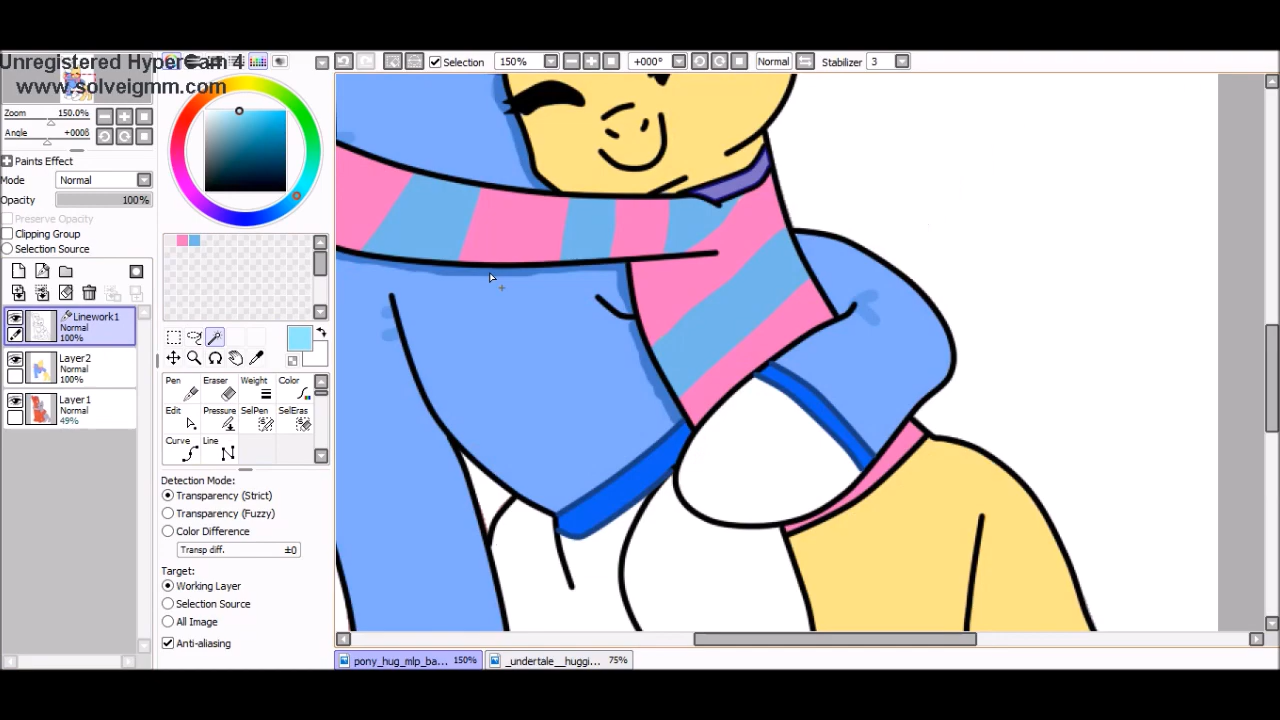 Unregistered HyperCam 4
www.solveigmm.com
Selection 150% +000° Normal Stabilizer 3
Zoom 150.0%
Angle +000ß
Paints Effect
Mode Normal
Opacity 100%
Preserve Opacity
Clipping Group
Selection Source
Linework1
Normal
100%
Layer2
Normal
100%
Layer1
Normal
49%
Pen Eraser Weight Color
Edit Pressure SelPen SelEras
Curve Line
Detection Mode:
Transparency (Strict)
Transparency (Fuzzy)
Color Difference
Transp diff. ±0
Target:
Working Layer
Selection Source
All Image
Anti-aliasing
pony_hug_mlp_ba... 150% _undertale__huggi... 75%